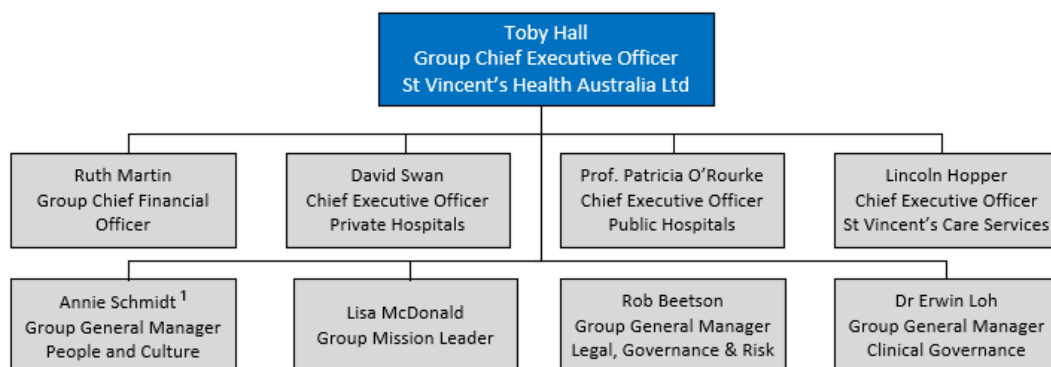 Toby Hall
Group Chief Executive Officer
St Vincent's Health Australia Ltd
Ruth Martin
Group Chief Financial
Officer
David Swan
Chief Executive Officer
Private Hospitals
Prof. Patricia O'Rourke
Chief Executive Officer
Public Hospitals
Lincoln Hopper
Chief Executive Officer
St Vincent's Care Services
Annie Schmidt ¹
Group General Manager
People and Culture
Lisa McDonald
Group Mission Leader
Rob Beetson
Group General Manager
Legal, Governance & Risk
Dr Erwin Loh
Group General Manager
Clinical Governance